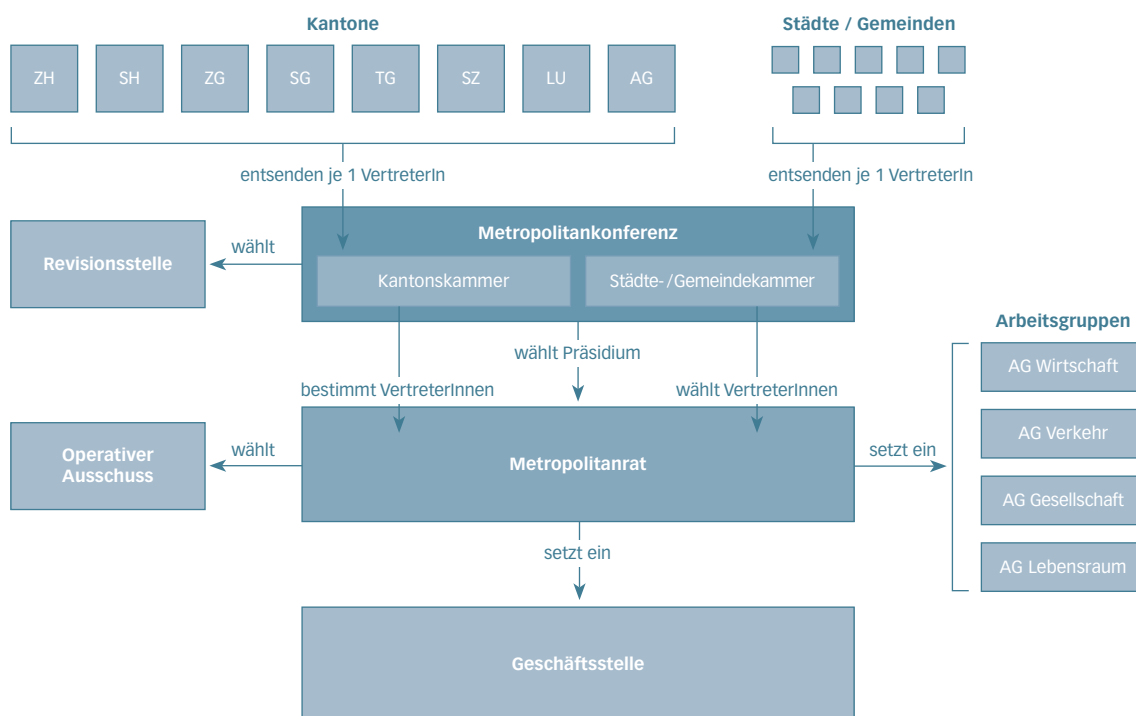 Kantone
Städte / Gemeinden
ZH
SH
ZG
SG
TG
SZ
LU
AG
entsenden je 1 VertreterIn
entsenden je 1 VertreterIn
Metropolitankonferenz
Revisionsstelle
wählt
Kantonskammer
Städte-/Gemeindekammer
Arbeitsgruppen
wählt Präsidium
AG Wirtschaft
bestimmt VertreterInnen
wählt VertreterInnen
AG Verkehr
Operativer
Ausschuss
wählt
Metropolitanrat
setzt ein
AG Gesellschaft
setzt ein
AG Lebensraum
Geschäftsstelle